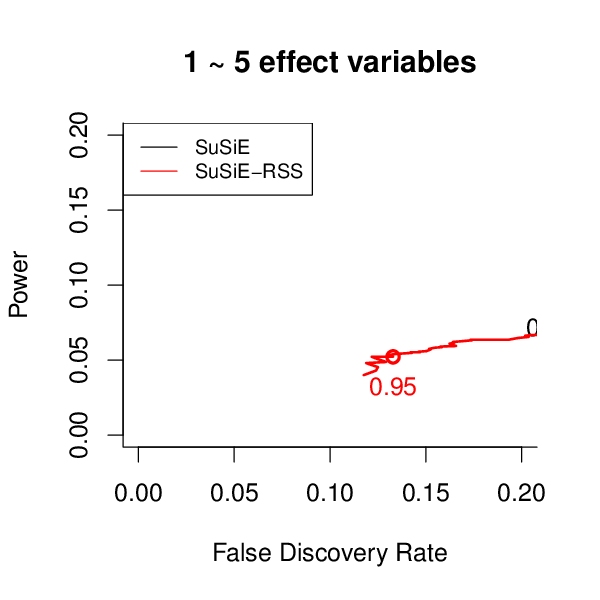 1 ~ 5 effect variables
SuSiE
SuSiE−RSS
0.20
0.15
0.10
0.05
0.00
Power
0
0.95
0.00 0.05 0.10 0.15 0.20
False Discovery Rate